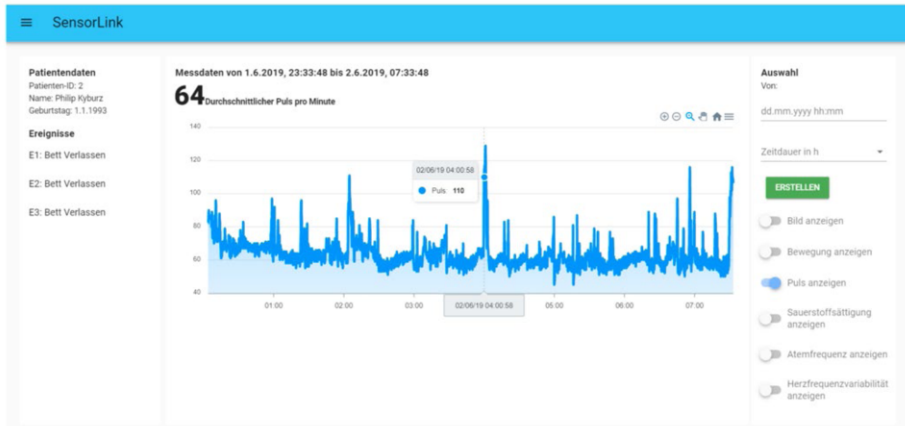 SensorLink
Patientendaten
Patienten-ID: 2
Name: Philip Kyburz
Geburtstag: 1.1.1993
Ereignisse
E1: Bett Verlassen
E2: Bett Verlassen
E3: Bett Verlassen
Messdaten von 1.6.2019, 23:33:48 bis 2.6.2019, 07:33:48
64 Durchschnittlicher Puls pro Minute
140
120
100
80
60
40
02/06/19 04:00:58
Puls 110
01:00
02:00
03:00
02/06/19 04:00:58
05:00
06:00
07:00
Auswahl
Von:
dd.mm.yyyy hh:mm
Zeitdauer in h
ERSTELLEN
Bild anzeigen
Bewegung anzeigen
Puls anzeigen
Sauerstoffsättigung
anzeigen
Atemfrequenz anzeigen
Herzfrequenzvariabilität
anzeigen